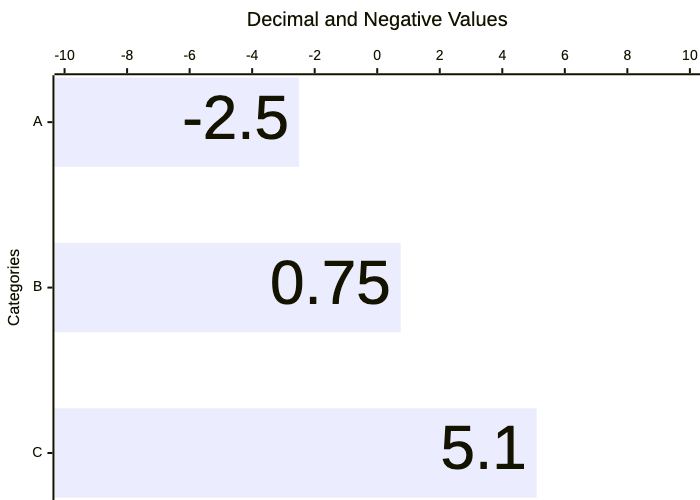 Decimal and Negative Values
-10 -8 -6 -4 -2 0 2 4 6 8 10
A -2.5
Categories
B 0.75
C 5.1